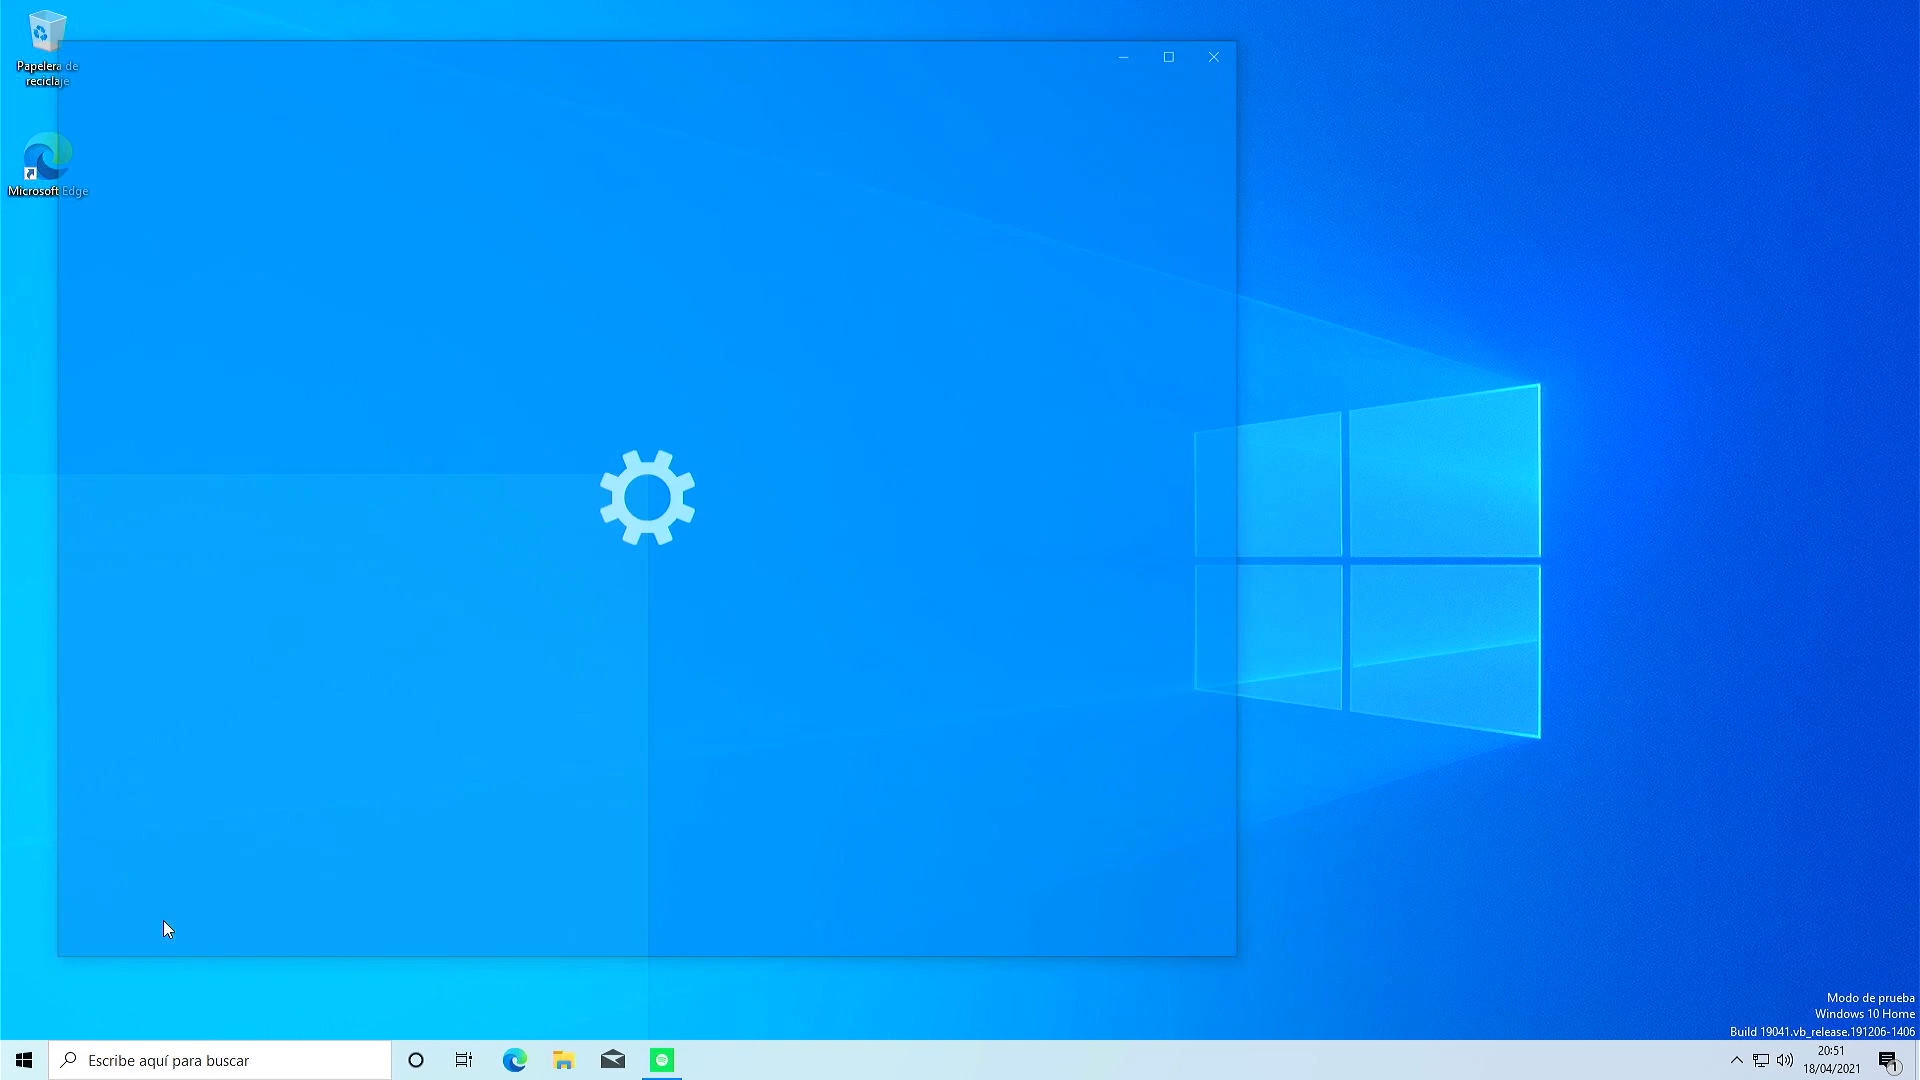 Papelera de
reciclaje
Microsoft Edge
Modo de prueba
Windows 10 Home
Build 19041.vb_release.191206-1406
Escribe aquí para buscar
20:51
18/04/2021
1